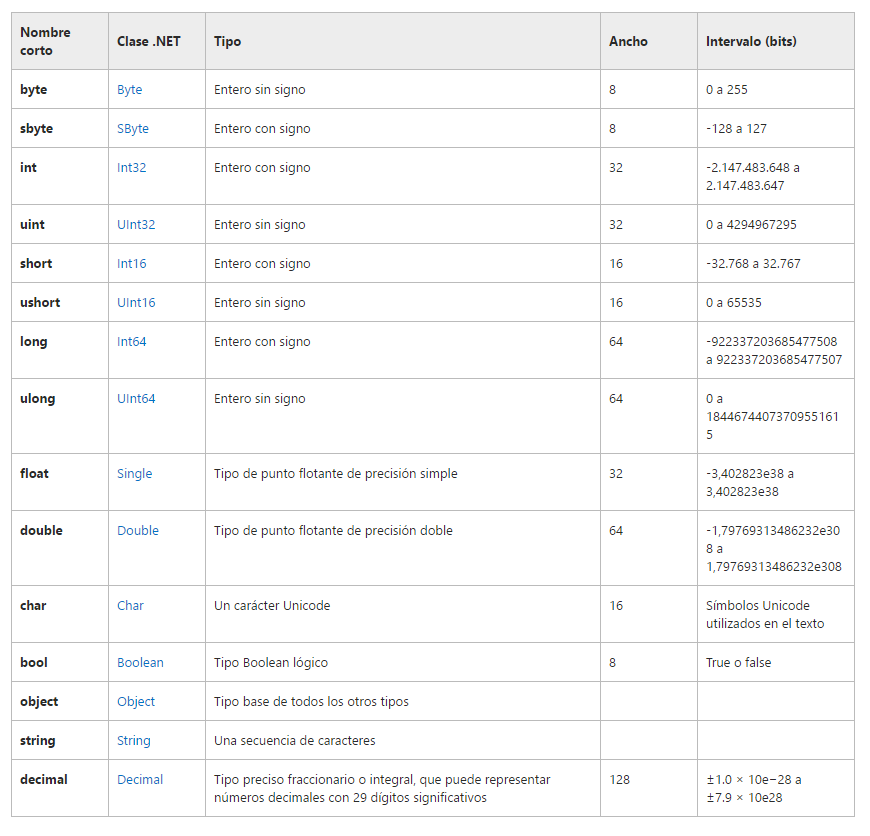 Nombre corto Clase .NET Tipo Ancho Intervalo (bits)
byte Byte Entero sin signo 8 0 a 255
sbyte SByte Entero con signo 8 -128 a 127
int Int32 Entero con signo 32 -2.147.483.648 a
2.147.483.647
uint UInt32 Entero sin signo 32 0 a 4294967295
short Int16 Entero con signo 16 -32.768 a 32.767
ushort UInt16 Entero sin signo 16 0 a 65535
long Int64 Entero con signo 64 -922337203685477508
a 922337203685477507
ulong UInt64 Entero sin signo 64 0 a
1844674407370955161
5
float Single Tipo de punto flotante de precisión simple 32 -3,402823e38 a
3,402823e38
double Double Tipo de punto flotante de precisión doble 64 -1,79769313486232e30
8 a
1,79769313486232e308
char Char Un carácter Unicode 16 Símbolos Unicode
utilizados en el texto
bool Boolean Tipo Boolean lógico 8 True o false
object Object Tipo base de todos los otros tipos
string String Una secuencia de caracteres
decimal Decimal Tipo preciso fraccionario o integral, que puede representar 128 ±1.0 × 10e−28 a
números decimales con 29 dígitos significativos ±7.9 × 10e28